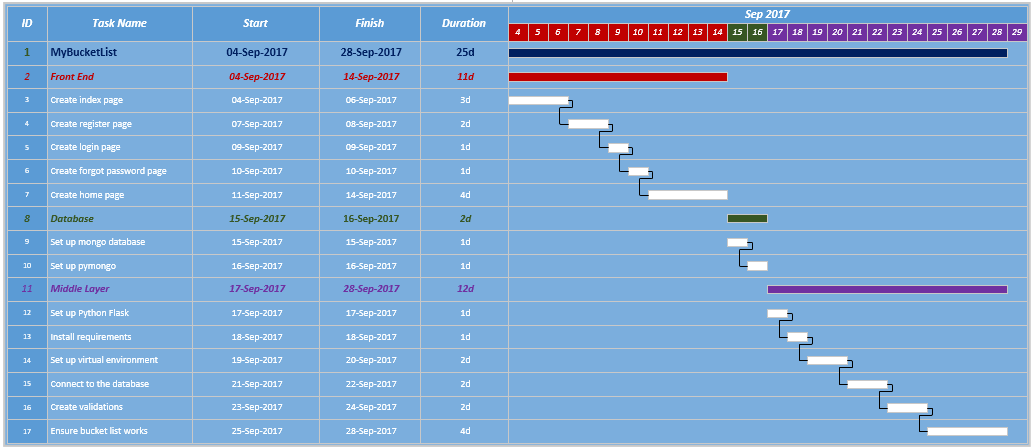 ID Task Name Start Finish Duration Sep 2017
4 5 6 7 8 9 10 11 12 13 14 15 16 17 18 19 20 21 22 23 24 25 26 27 28 29
1 MyBucketList 04-Sep-2017 28-Sep-2017 25d
2 Front End 04-Sep-2017 14-Sep-2017 11d
3 Create index page 04-Sep-2017 06-Sep-2017 3d
4 Create register page 07-Sep-2017 08-Sep-2017 2d
5 Create login page 09-Sep-2017 09-Sep-2017 1d
6 Create forgot password page 10-Sep-2017 10-Sep-2017 1d
7 Create home page 11-Sep-2017 14-Sep-2017 4d
8 Database 15-Sep-2017 16-Sep-2017 2d
9 Set up mongo database 15-Sep-2017 15-Sep-2017 1d
10 Set up pymongo 16-Sep-2017 16-Sep-2017 1d
11 Middle Layer 17-Sep-2017 28-Sep-2017 12d
12 Set up Python Flask 17-Sep-2017 17-Sep-2017 1d
13 Install requirements 18-Sep-2017 18-Sep-2017 1d
14 Set up virtual environment 19-Sep-2017 20-Sep-2017 2d
15 Connect to the database 21-Sep-2017 22-Sep-2017 2d
16 Create validations 23-Sep-2017 24-Sep-2017 2d
17 Ensure bucket list works 25-Sep-2017 28-Sep-2017 4d